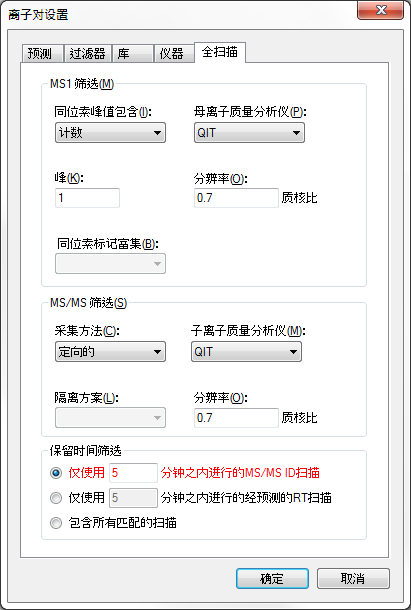 离子对设置
预测 过滤器 库 仪器 全扫描
MS1 筛选(M)
同位素峰值包含(I): 母离子质量分析仪(P):
计数 QIT
峰(K): 分辨率(O):
1 0.7 质核比
同位素标记富集(B):
MS/MS 筛选(S)
采集方法(C): 子离子质量分析仪(M):
定向的 QIT
隔离方案(L): 分辨率(O):
0.7 质核比
保留时间筛选
仅使用 5 分钟之内进行的MS/MS ID扫描
仅使用 5 分钟之内进行的经预测的RT扫描
包含所有匹配的扫描
确定 取消